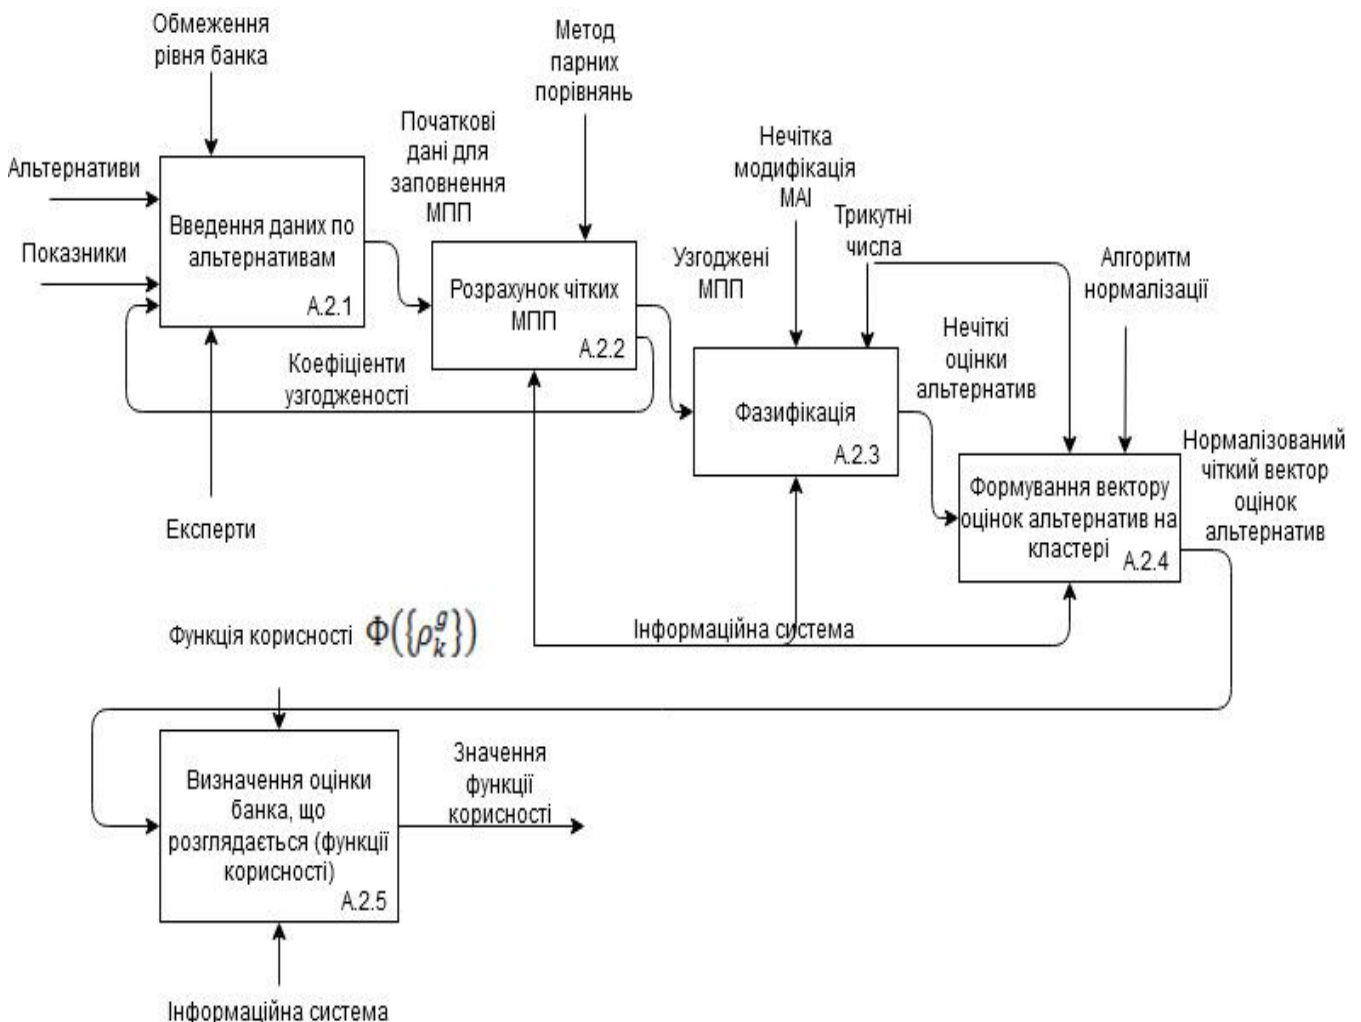 Обмеження
рівня банка
Метод
парних
порівнянь
Альтернативи
Показники
Введення даних по
альтернативам
А.2.1
Початкові
дані для
заповнення
МПП
Розрахунок чітких
МПП
А.2.2
Коефіцієнти
узгодженості
Експерти
Нечітка
модифікація
МАІ
Трикутні
числа
Узгоджені
МПП
Фазифікація
А.2.3
Алгоритм
нормалізації
Нечіткі
оцінки
альтернатив
Формування вектору
оцінок альтернатив на
кластері
А.2.4
Нормалізований
чіткий вектор
оцінок
альтернатив
Інформаційна система
Функція корисності Φ({ρ_k^g})
Визначення оцінки
банка, що
розглядається (функції
корисності)
А.2.5
Значення
функції
корисності
Інформаційна система